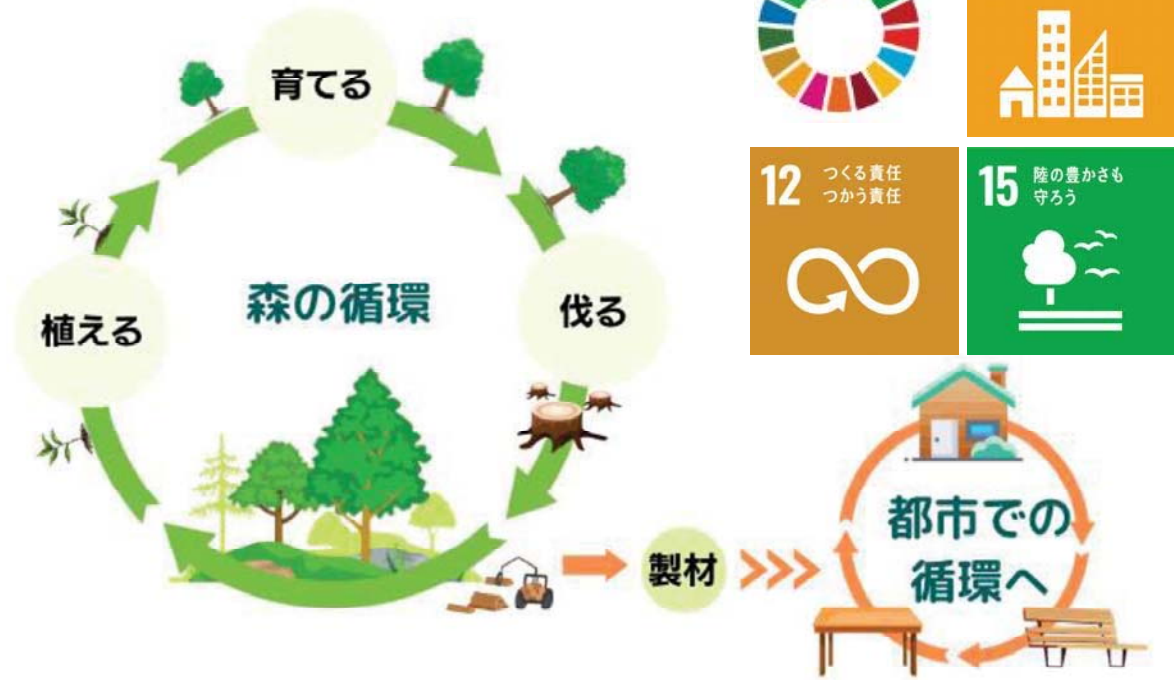 育てる
森の循環
植える
伐る
12 つくる責任
つかう責任
15 陸の豊かさも
守ろう
製材
都市での
循環へ